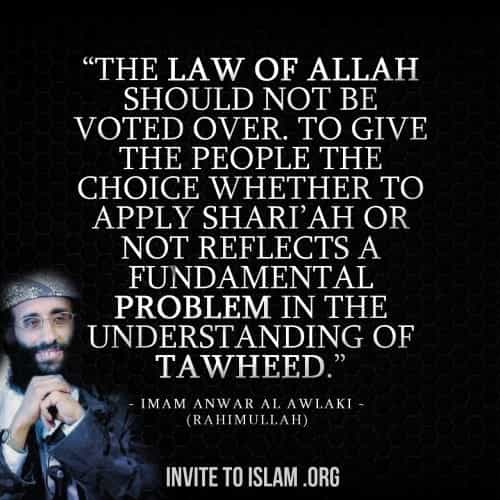 “THE LAW OF ALLAH
SHOULD NOT BE
VOTED OVER. TO GIVE
THE PEOPLE THE
CHOICE WHETHER TO
APPLY SHARI’AH OR
NOT REFLECTS A
FUNDAMENTAL
PROBLEM IN THE
UNDERSTANDING OF
TAWHEED.”
- IMAM ANWAR AL AWLAKI -
(RAHIMULLAH)
INVITE TO ISLAM .ORG